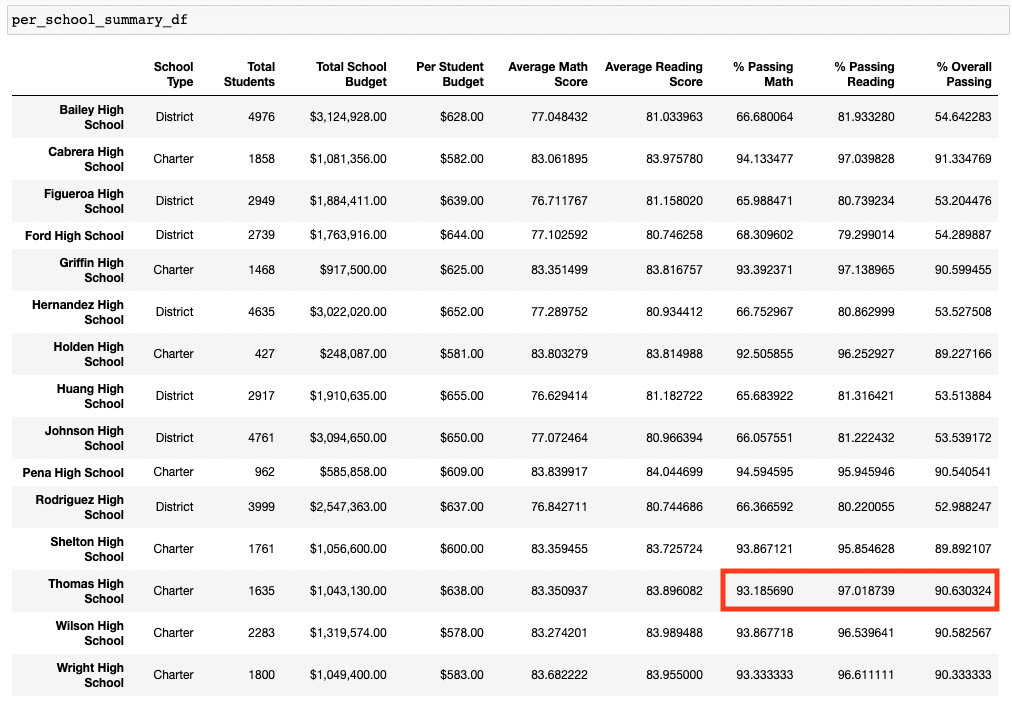 per_school_summary_df
School Type Total Students Total School Budget Per Student Budget Average Math Score Average Reading Score % Passing Math % Passing Reading % Overall Passing
Bailey High School District 4976 $3,124,928.00 $628.00 77.048432 81.033963 66.680064 81.933280 54.642283
Cabrera High School Charter 1858 $1,081,356.00 $582.00 83.061895 83.975780 94.133477 97.039828 91.334769
Figueroa High School District 2949 $1,884,411.00 $639.00 76.711767 81.158020 65.988471 80.739234 53.204476
Ford High School District 2739 $1,763,916.00 $644.00 77.102592 80.746258 68.309602 79.299014 54.289887
Griffin High School Charter 1468 $917,500.00 $625.00 83.351499 83.816757 93.392371 97.138965 90.599455
Hernandez High School District 4635 $3,022,020.00 $652.00 77.289752 80.934412 66.752967 80.862999 53.527508
Holden High School Charter 427 $248,087.00 $581.00 83.803279 83.814988 92.505855 96.252927 89.227166
Huang High School District 2917 $1,910,635.00 $655.00 76.629414 81.182722 65.683922 81.316421 53.513884
Johnson High School District 4761 $3,094,650.00 $650.00 77.072464 80.966394 66.057551 81.222432 53.539172
Pena High School Charter 962 $585,858.00 $609.00 83.839917 84.044699 94.594595 95.945946 90.540541
Rodriguez High School District 3999 $2,547,363.00 $637.00 76.842711 80.744686 66.366592 80.220055 52.988247
Shelton High School Charter 1761 $1,056,600.00 $600.00 83.359455 83.725724 93.867121 95.854628 89.892107
Thomas High School Charter 1635 $1,043,130.00 $638.00 83.350937 83.896082 93.185690 97.018739 90.630324
Wilson High School Charter 2283 $1,319,574.00 $578.00 83.274201 83.989488 93.867718 96.539641 90.582567
Wright High School Charter 1800 $1,049,400.00 $583.00 83.682222 83.955000 93.333333 96.611111 90.333333